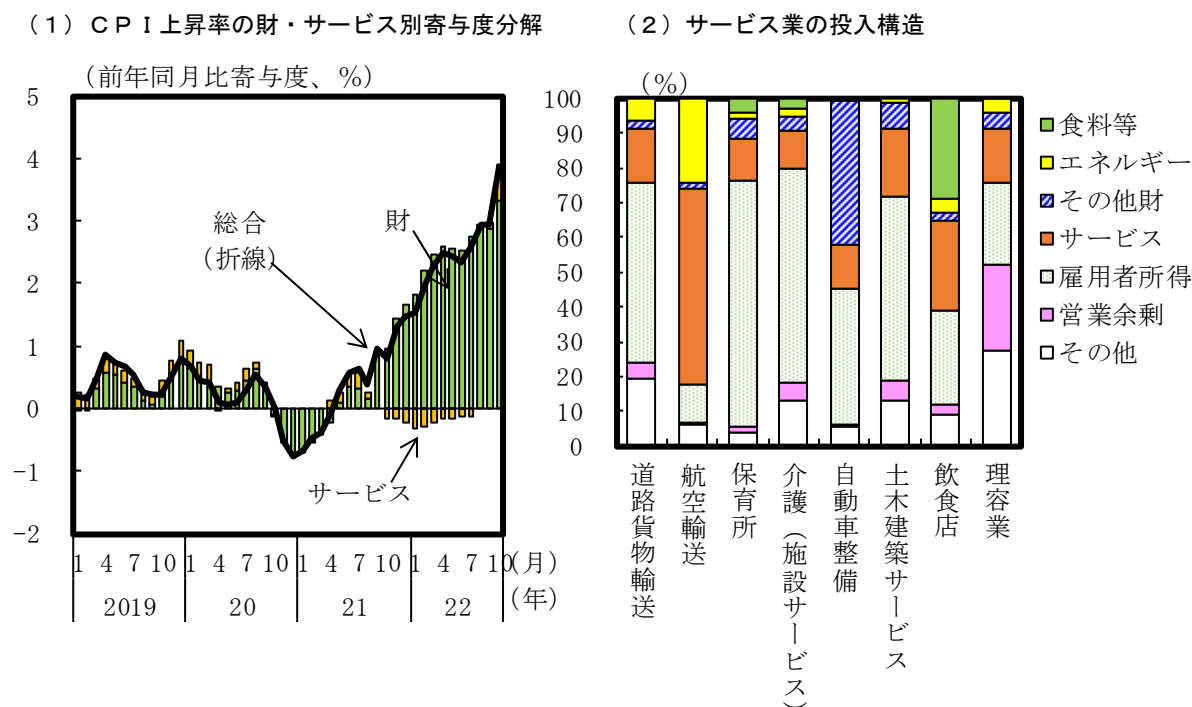 （１）ＣＰＩ上昇率の財・サービス別寄与度分解
（前年同月比寄与度、％）
5
4
3
2
1
0
-1
-2
総合
（折線）
財
サービス
1 4 7 10 1 4 7 10 1 4 7 10 1 4 7 10(月)
2019 20 21 22 (年)
（２）サービス業の投入構造
（％）
100
90
80
70
60
50
40
30
20
10
0
道路貨物輸送
航空輸送
保育所
介護（施設サービス）
自動車整備
土木建築サービス
飲食店
理容業
食料等
エネルギー
その他財
サービス
雇用者所得
営業余剰
その他